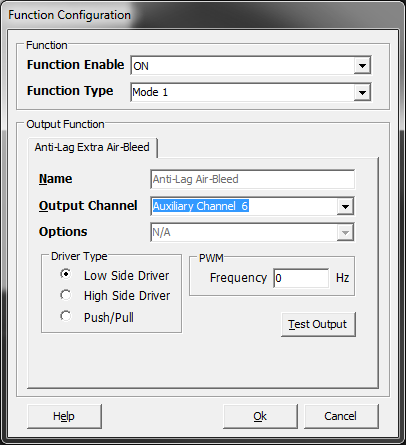 Function Configuration
Function
Function Enable ON
Function Type Mode 1
Output Function
Anti-Lag Extra Air-Bleed
Name Anti-Lag Air-Bleed
Output Channel Auxiliary Channel 6
Options N/A
Driver Type
Low Side Driver
High Side Driver
Push/Pull
PWM
Frequency 0 Hz
Test Output
Help Ok Cancel